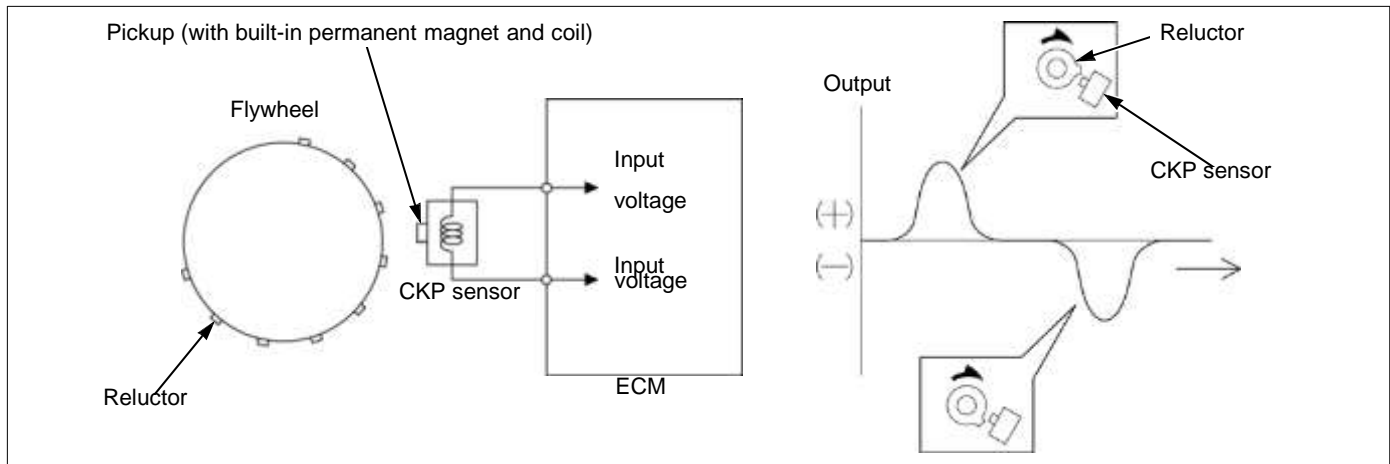 Pickup (with built-in permanent magnet and coil)
Flywheel
Input
voltage
Input
voltage
CKP sensor
ECM
Reluctor
Output
Reluctor
CKP sensor
(+)
(—)